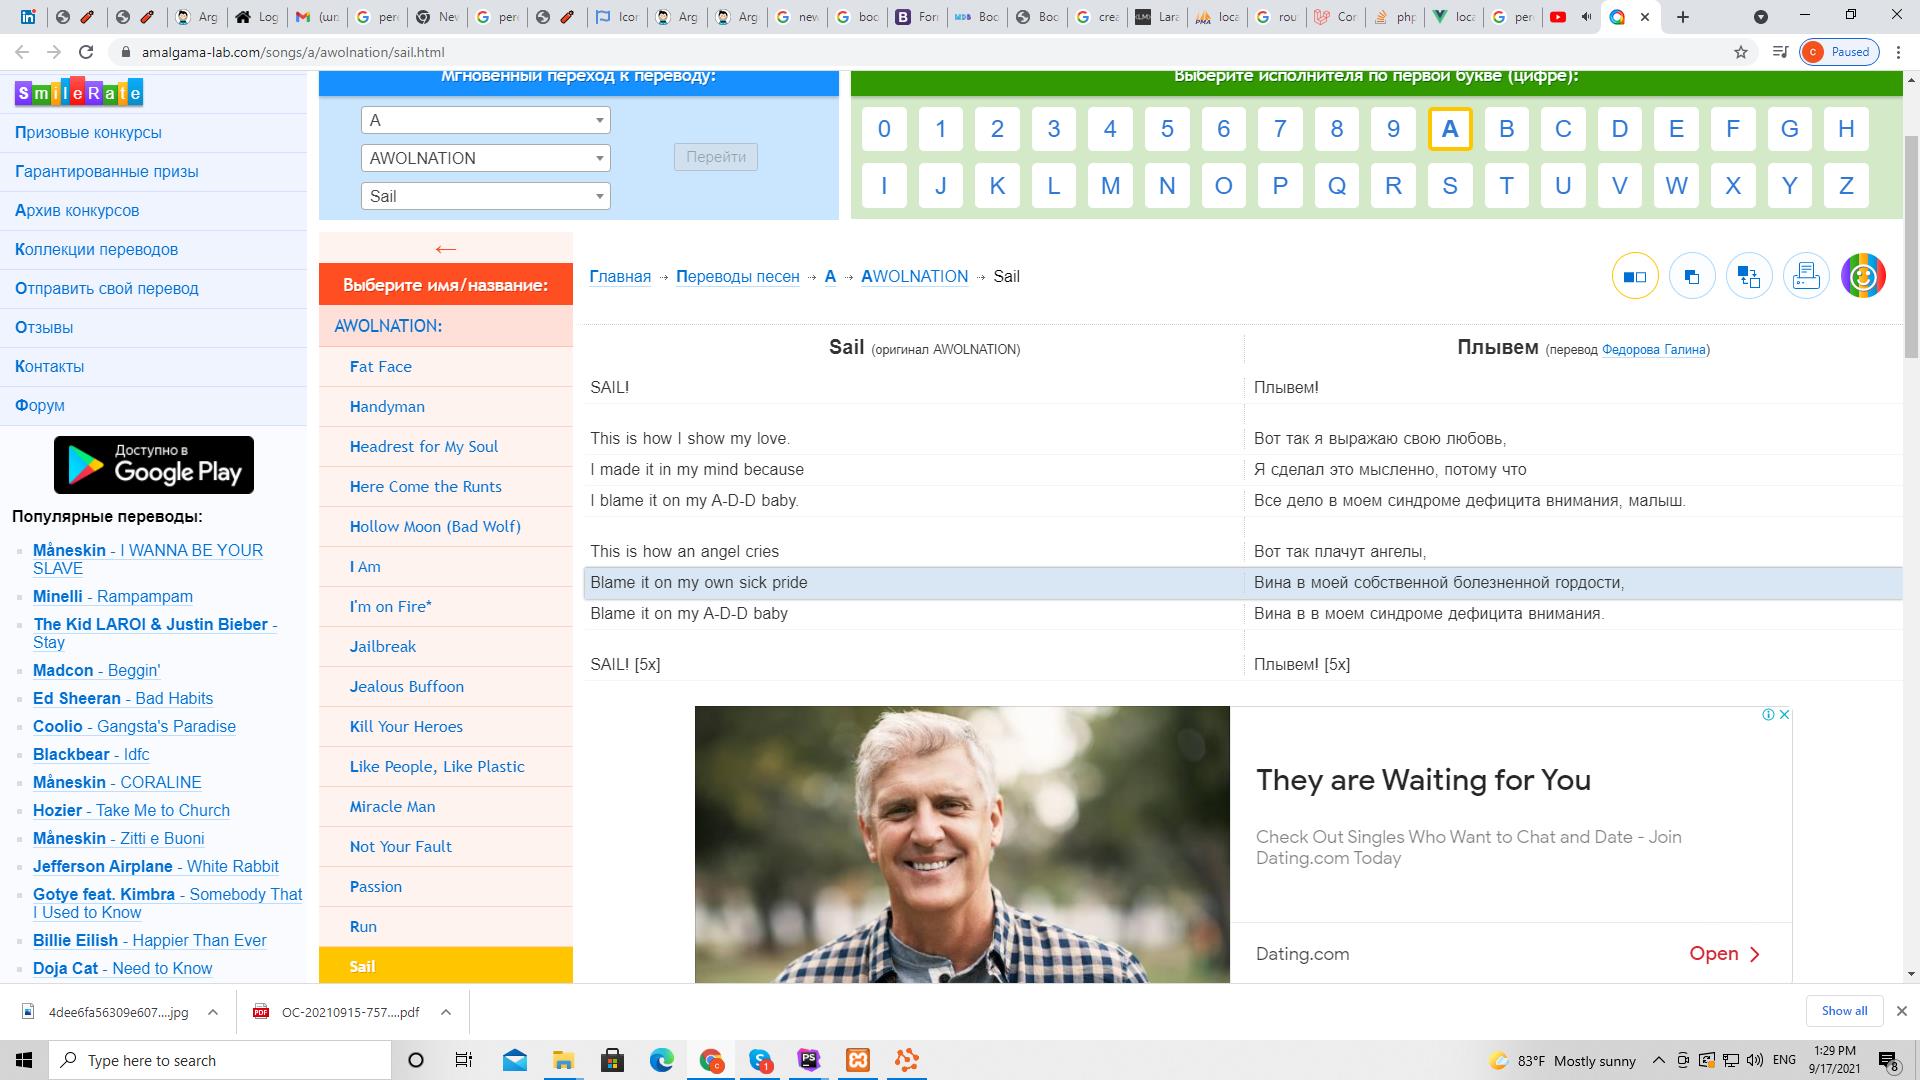 (un
Arg
Log
per
Nev
per
Icor
Arg
Arg
new
boo
Forr
Boo
Boo
crea
Lara
loca
rou
Cor
php
loca
per
amalgama-lab.com/songs/a/awolnation/sail.html
Paused
SmileRate
Призовые конкурсы
Гарантированные призы
Архив конкурсов
Коллекции переводов
Отправить свой перевод
Отзывы
Контакты
Форум
Доступно в
Google Play
Популярные переводы:
Måneskin - I WANNA BE YOUR
SLAVE
Minelli - Rampampam
The Kid LAROI & Justin Bieber -
Stay
Madcon - Beggin'
Ed Sheeran - Bad Habits
Coolio - Gangsta's Paradise
Blackbear - Idfc
Måneskin - CORALINE
Hozier - Take Me to Church
Måneskin - Zitti e Buoni
Jefferson Airplane - White Rabbit
Gotye feat. Kimbra - Somebody That
I Used to Know
Billie Eilish - Happier Than Ever
Doja Cat - Need to Know
Мгновенный переход к переводу:
A
AWOLNATION
Перейти
Sail
Выберите исполнителя по первой букве (цифре):
0 1 2 3 4 5 6 7 8 9 A B C D E F G H
I J K L M N O P Q R S T U V W X Y Z
←
Выберите имя/название:
AWOLNATION:
Fat Face
Handyman
Headrest for My Soul
Here Come the Runts
Hollow Moon (Bad Wolf)
I Am
I'm on Fire*
Jailbreak
Jealous Buffoon
Kill Your Heroes
Like People, Like Plastic
Miracle Man
Not Your Fault
Passion
Run
Sail
Главная → Переводы песен → A → AWOLNATION → Sail
Sail (оригинал AWOLNATION)
Плывем (перевод Федорова Галина)
SAIL!
Плывем!
This is how I show my love.
Вот так я выражаю свою любовь,
I made it in my mind because
Я сделал это мысленно, потому что
I blame it on my A-D-D baby.
Все дело в моем синдроме дефицита внимания, малыш.
This is how an angel cries
Вот так плачут ангелы,
Blame it on my own sick pride
Вина в моей собственной болезненной гордости,
Blame it on my A-D-D baby
Вина в в моем синдроме дефицита внимания.
SAIL! [5x]
Плывем! [5x]
They are Waiting for You
Check Out Singles Who Want to Chat and Date - Join
Dating.com Today
Dating.com
Open
4dee6fa56309e607....jpg
OC-20210915-757....pdf
Show all
Type here to search
83°F Mostly sunny
ENG
1:29 PM
9/17/2021
8